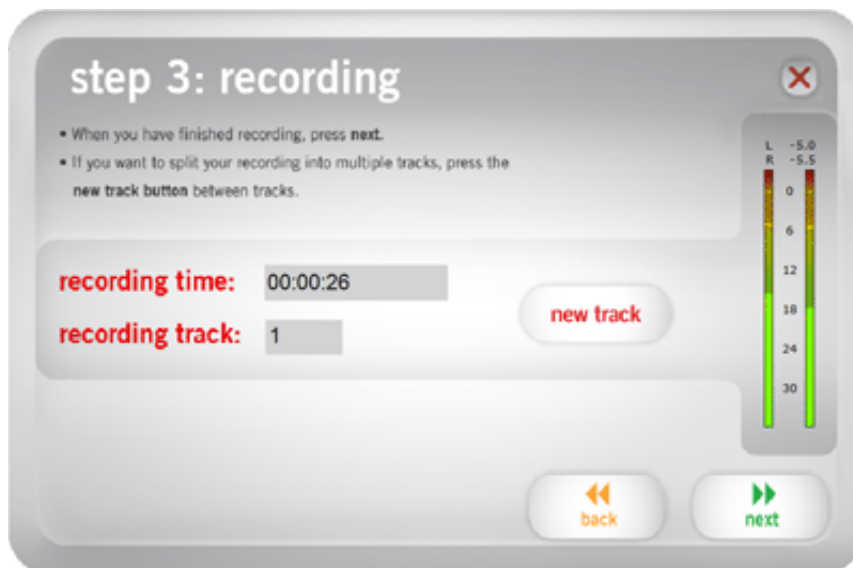 step 3: recording
• When you have finished recording, press next.
• If you want to split your recording into multiple tracks, press the
new track button between tracks.
L -5.0
R -5.5
0
6
12
18
24
30
recording time: 00:00:26
recording track: 1
new track
back
next